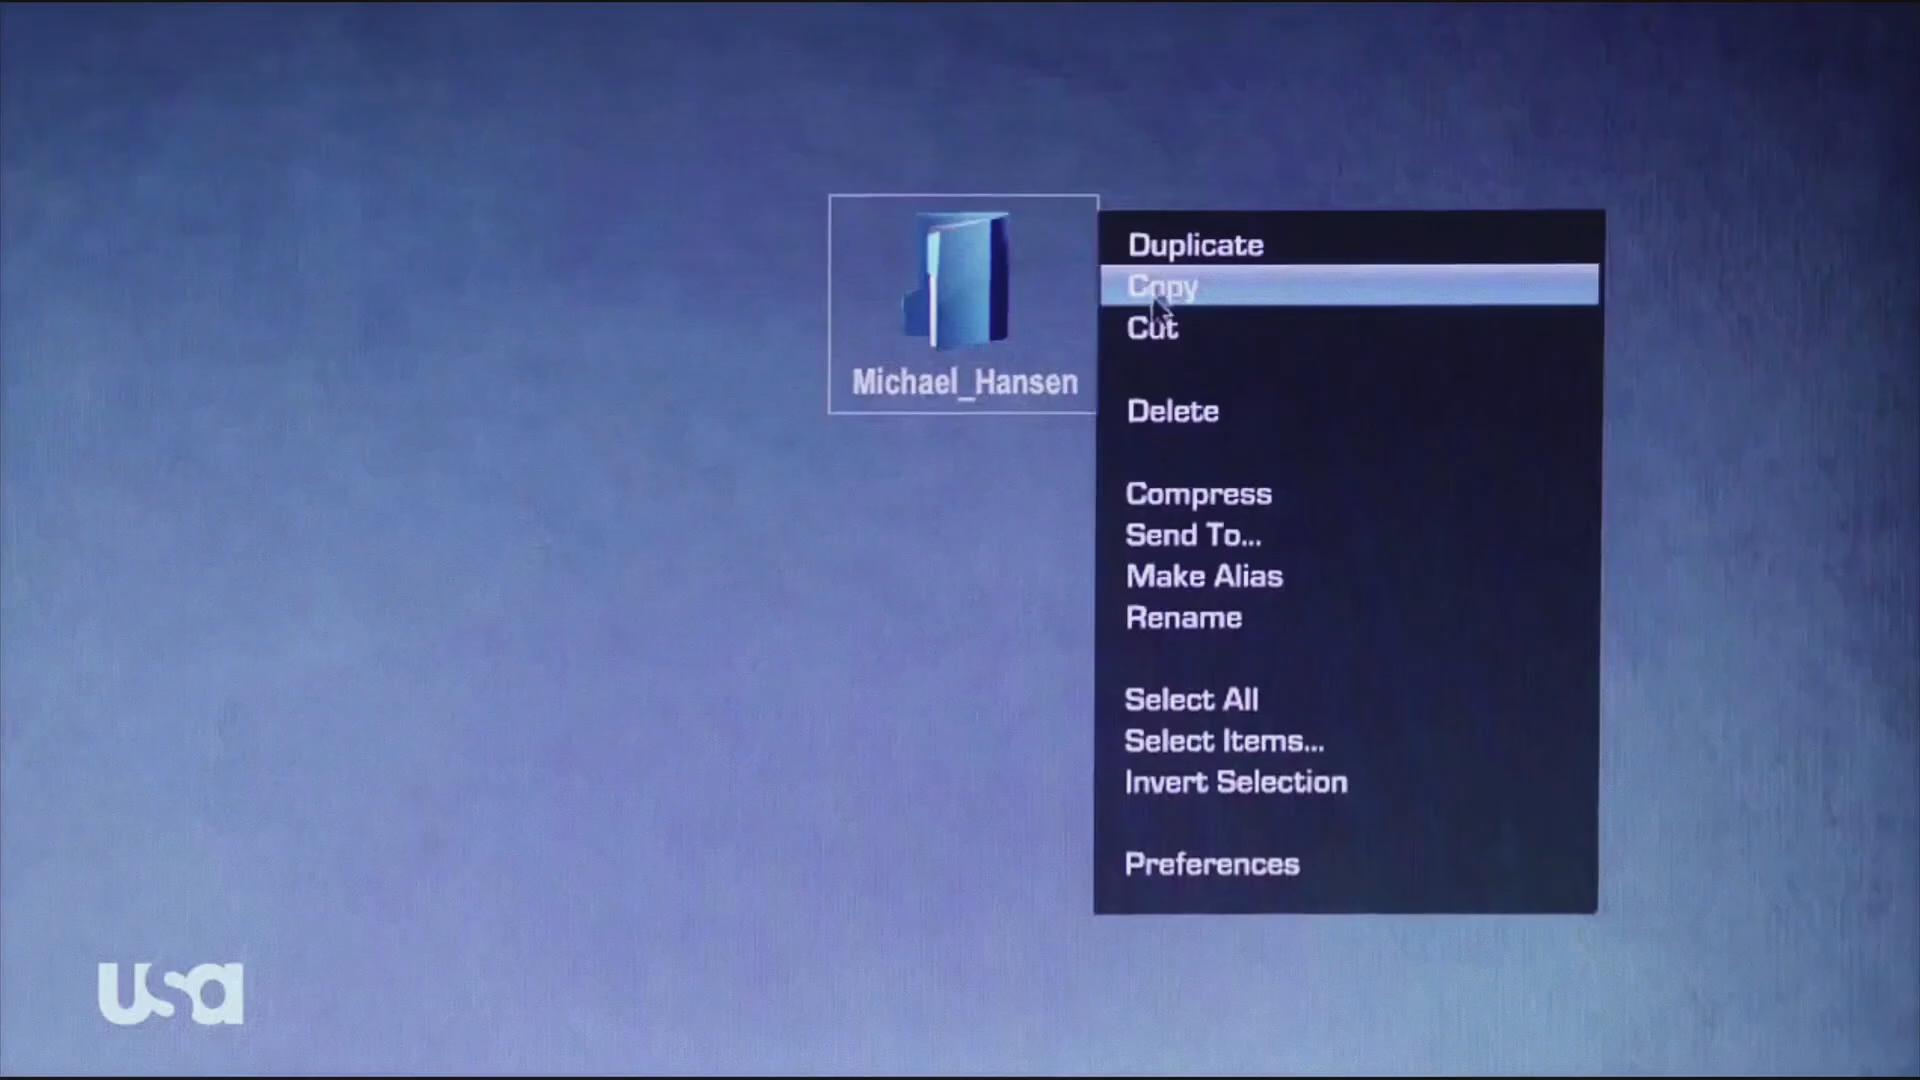 Michael_Hansen
Duplicate
Copy
Cut
Delete
Compress
Send To...
Make Alias
Rename
Select All
Select Items...
Invert Selection
Preferences
usa